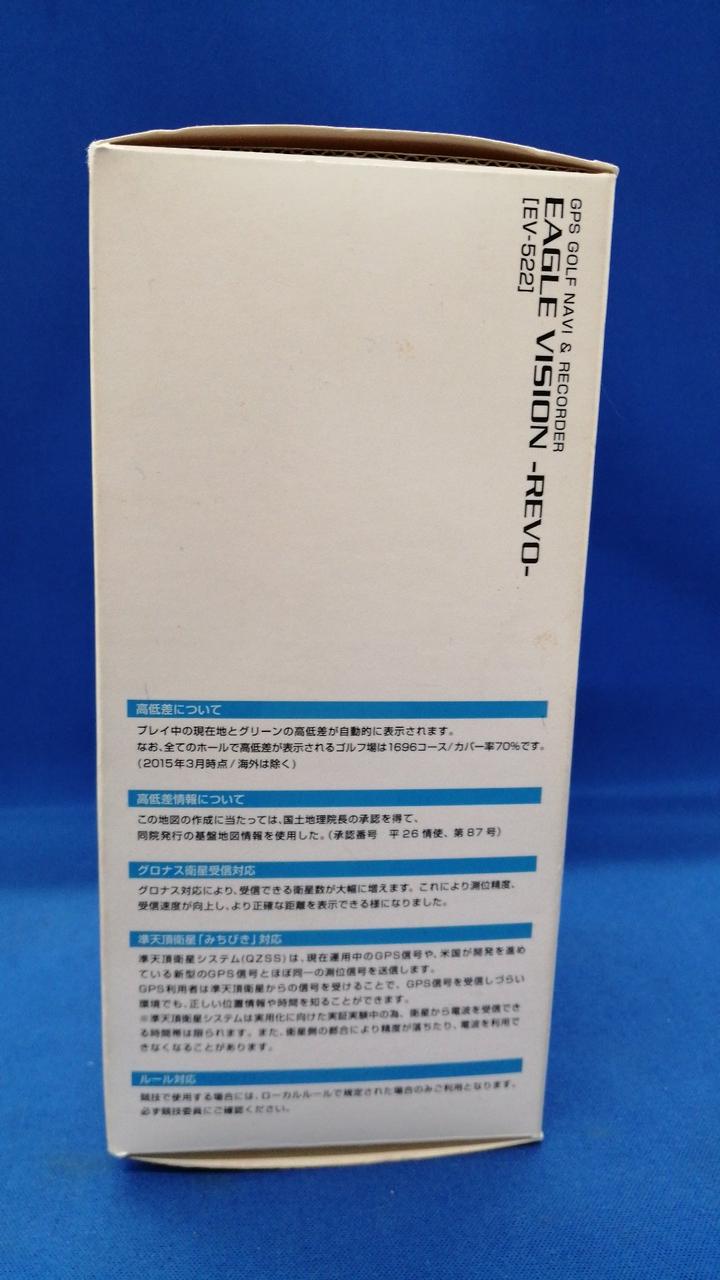 GPS GOLF NAVI & RECORDER
EAGLE VISION -REVO-
[EV-522]
高低差について
プレイ中の現在地とグリーンの高低差が自動的に表示されます。
なお、全てのホールで高低差が表示されるゴルフ場は1696コース/カバー率70%です。
(2015年3月時点/海外は除く)
高低差情報について
この地図の作成に当たっては、国土地理院長の承認を得て、
同院発行の基盤地図情報を使用した。(承認番号 平26情使、第87号)
グロナス衛星受信対応
グロナス対応により、受信できる衛星数が大幅に増えます。これにより測位精度、
受信速度が向上し、より正確な距離を表示できる様になりました。
準天頂衛星「みちびき」対応
準天頂衛星システム(QZSS)は、現在運用中のGPS信号や、米国が開発を進め
ている新型のGPS信号とほぼ同一の測位信号を送信します。
GPS利用者は準天頂衛星からの信号を受けることで、GPS信号を受信しづらい
環境でも、正しい位置情報や時間を知ることができます。
※準天頂衛星システムは実用化に向けた実証実験中の為、衛星から電波を受信でき
る時間帯は限られます。また、衛星側の都合により精度が落ちたり、電波を利用で
きなくなることがあります。
ルール対応
競技で使用する場合には、ローカルルールで規定された場合のみご利用となります。
必ず競技委員にご確認ください。